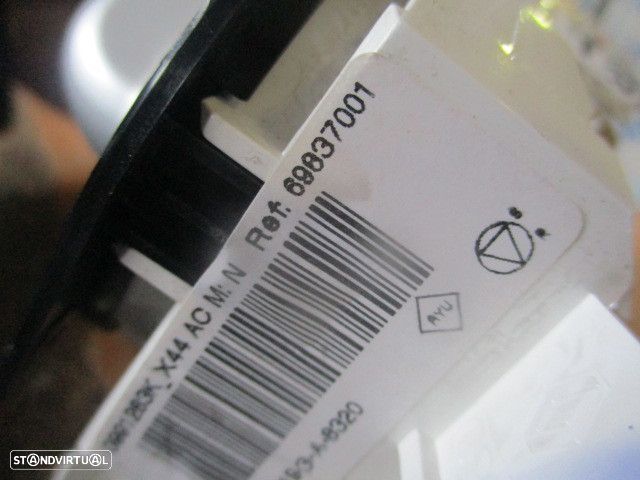 X44 AC M: N Ref: 69837001
AYU
S
R
-A-8320
STANDVIRTUAL